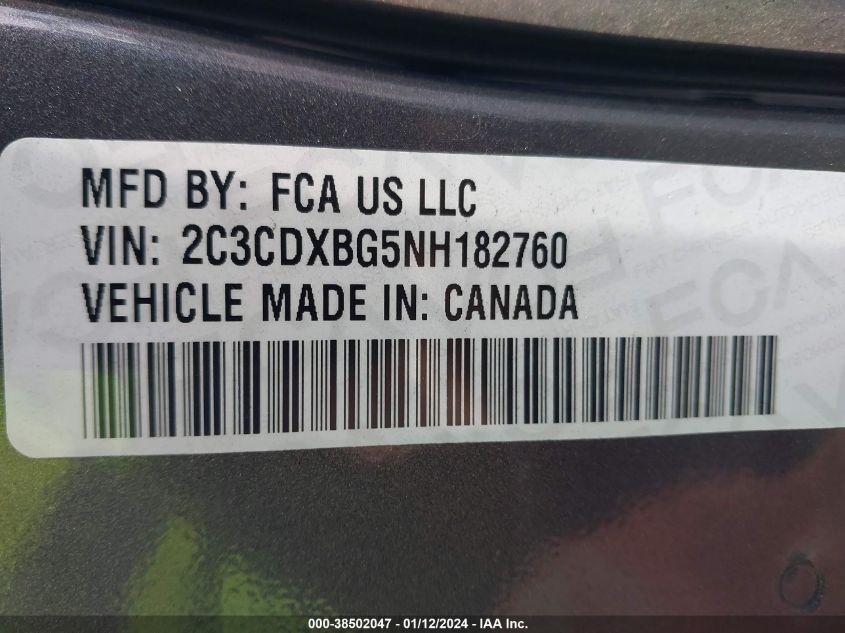 MFD BY: FCA US LLC
VIN: 2C3CDXBG5NH182760
VEHICLE MADE IN: CANADA
000-38502047 - 01/12/2024 - IAA Inc.